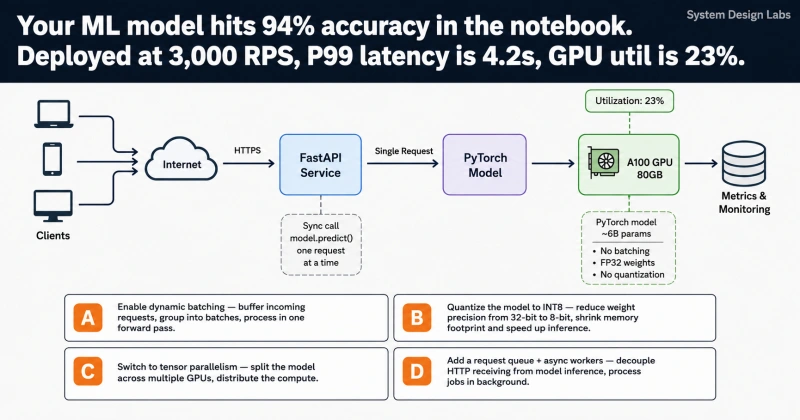 System Design Labs
Your ML model hits 94% accuracy in the notebook.
Deployed at 3,000 RPS, P99 latency is 4.2s, GPU util is 23%.
Utilization: 23%
Clients
Internet
HTTPS
FastAPI
Service
Single Request
PyTorch
Model
A100 GPU
80GB
Metrics &
Monitoring
Sync call
model.predict()
one request
at a time
PyTorch model
~6B params
• No batching
• FP32 weights
• No quantization
A
Enable dynamic batching — buffer incoming
requests, group into batches, process in one
forward pass.
B
Quantize the model to INT8 — reduce weight
precision from 32-bit to 8-bit, shrink memory
footprint and speed up inference.
C
Switch to tensor parallelism — split the model
across multiple GPUs, distribute the compute.
D
Add a request queue + async workers — decouple
HTTP receiving from model inference, process
jobs in background.